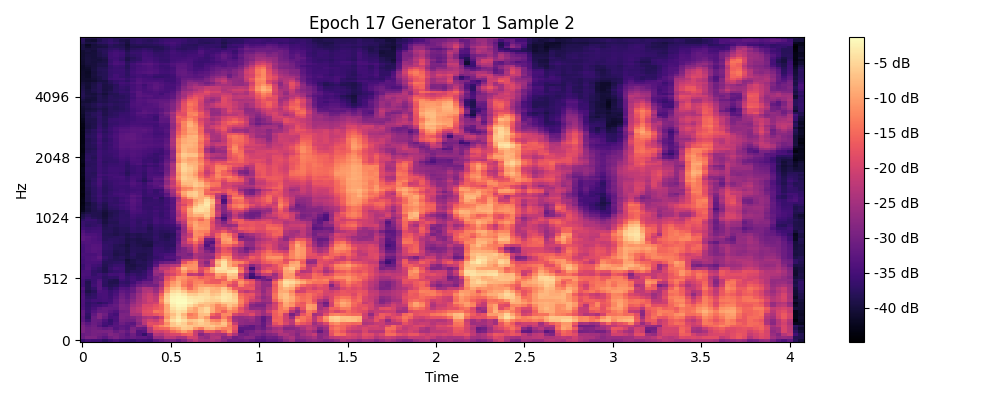 Epoch 17 Generator 1 Sample 2
Hz
4096
2048
1024
512
0
0 0.5 1 1.5 2 2.5 3 3.5 4
Time
-5 dB
-10 dB
-15 dB
-20 dB
-25 dB
-30 dB
-35 dB
-40 dB